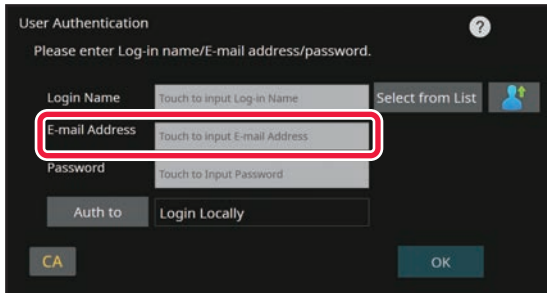 User Authentication
?
Please enter Log-in name/E-mail address/password.
Login Name Touch to input Log-in Name Select from List
E-mail Address Touch to input E-mail Address
Password Touch to Input Password
Auth to Login Locally
CA OK